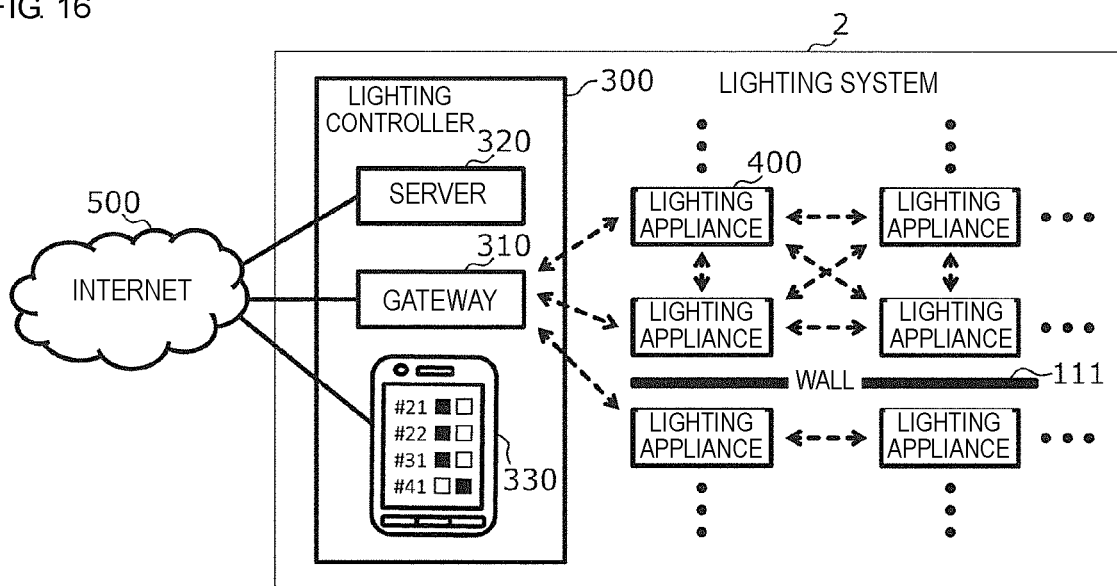 FIG. 16
2
LIGHTING SYSTEM
300
LIGHTING
CONTROLLER
320
SERVER
500
INTERNET
310
GATEWAY
#21
#22
#31
#41
330
400
LIGHTING
APPLIANCE
LIGHTING
APPLIANCE
LIGHTING
APPLIANCE
LIGHTING
APPLIANCE
WALL
111
LIGHTING
APPLIANCE
LIGHTING
APPLIANCE